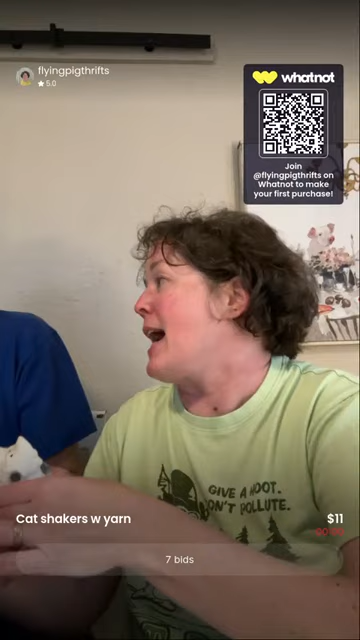 flyingpigthrifts
5.0
whatnot
Join
@flyingpigthrifts on
Whatnot to make
your first purchase!
GIVE A HOOT.
DON'T POLLUTE.
Cat shakers w yarn
$11
7 bids